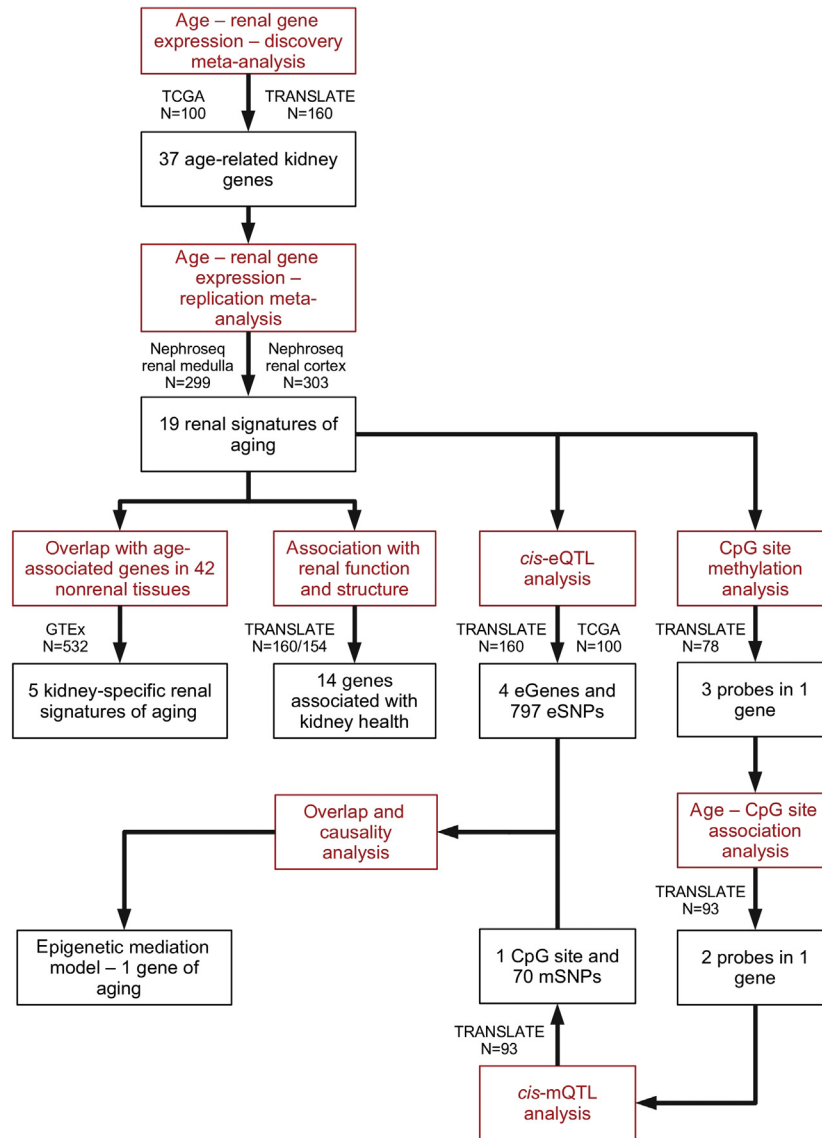 Age – renal gene
expression – discovery
meta-analysis
TCGA
N=100
TRANSLATE
N=160
37 age-related kidney
genes
Age – renal gene
expression –
replication meta-
analysis
Nephroseq
renal medulla
N=299
Nephroseq
renal cortex
N=303
19 renal signatures of
aging
Overlap with age-
associated genes in 42
nonrenal tissues
Association with
renal function
and structure
cis-eQTL
analysis
CpG site
methylation
analysis
GTEx
N=532
TRANSLATE
N=160/154
TRANSLATE
N=160
TCGA
N=100
TRANSLATE
N=78
5 kidney-specific renal
signatures of aging
14 genes
associated with
kidney health
4 eGenes and
797 eSNPs
3 probes in 1
gene
Overlap and
causality
analysis
Age – CpG site
association
analysis
TRANSLATE
N=93
Epigenetic mediation
model – 1 gene of
aging
1 CpG site and
70 mSNPs
2 probes in 1
gene
TRANSLATE
N=93
cis-mQTL
analysis